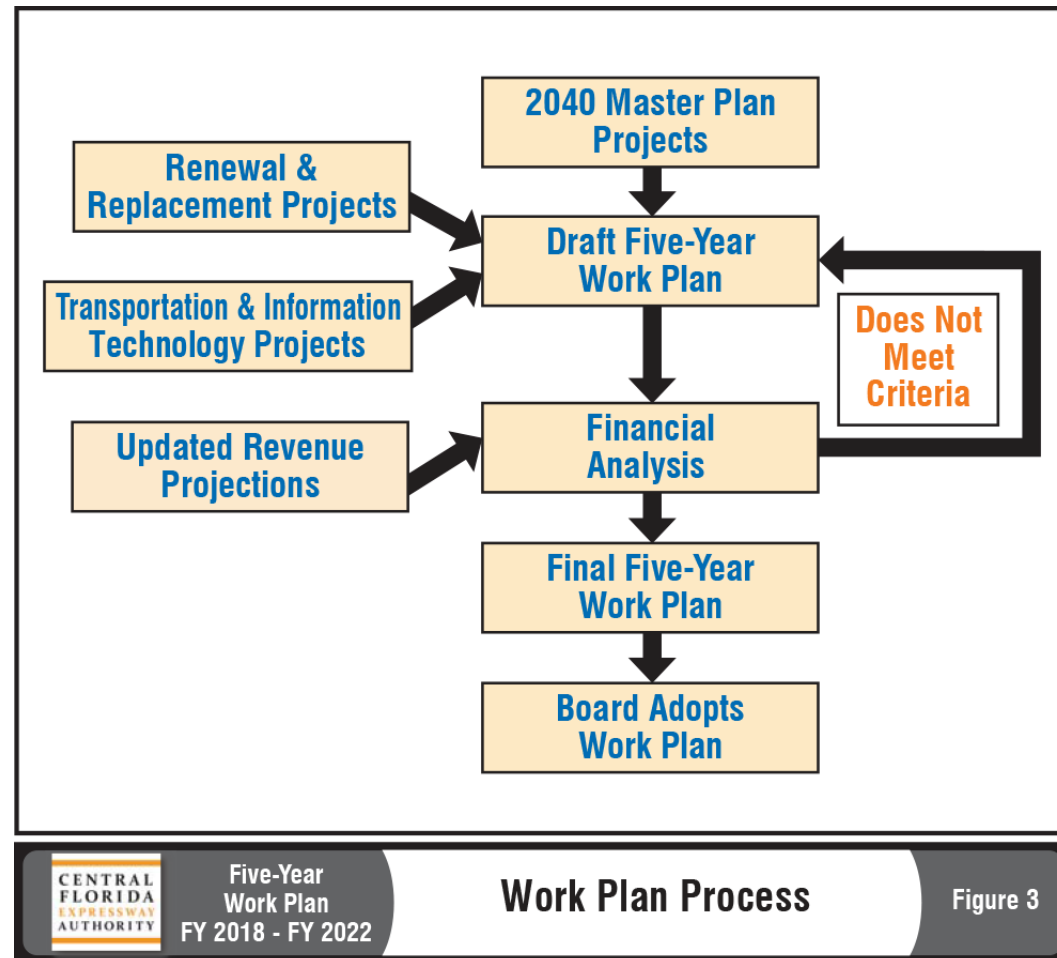 2040 Master Plan
Projects
Renewal &
Replacement Projects
Draft Five-Year
Work Plan
Transportation & Information
Technology Projects
Does Not
Meet
Criteria
Updated Revenue
Projections
Financial
Analysis
Final Five-Year
Work Plan
Board Adopts
Work Plan
CENTRAL
FLORIDA
EXPRESSWAY
AUTHORITY
Five-Year
Work Plan
FY 2018 - FY 2022
Work Plan Process
Figure 3